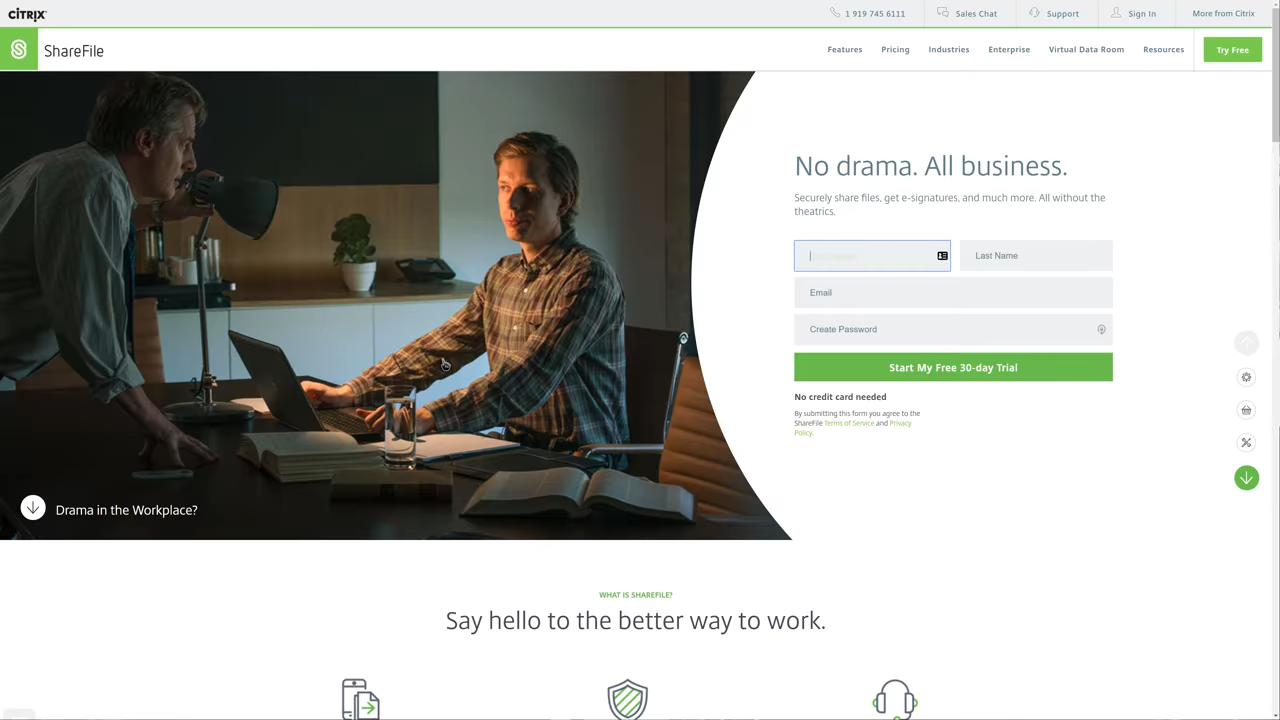 CITRIX
1 919 745 6111
Sales Chat
Support
Sign In
More from Citrix
ShareFile
Features
Pricing
Industries
Enterprise
Virtual Data Room
Resources
Try Free
No drama. All business.
Securely share files, get e-signatures, and much more. All without the
theatrics.
Last Name
Email
Create Password
Start My Free 30-day Trial
No credit card needed
By submitting this form you agree to the
ShareFile Terms of Service and Privacy
Policy.
Drama in the Workplace?
WHAT IS SHAREFILE?
Say hello to the better way to work.